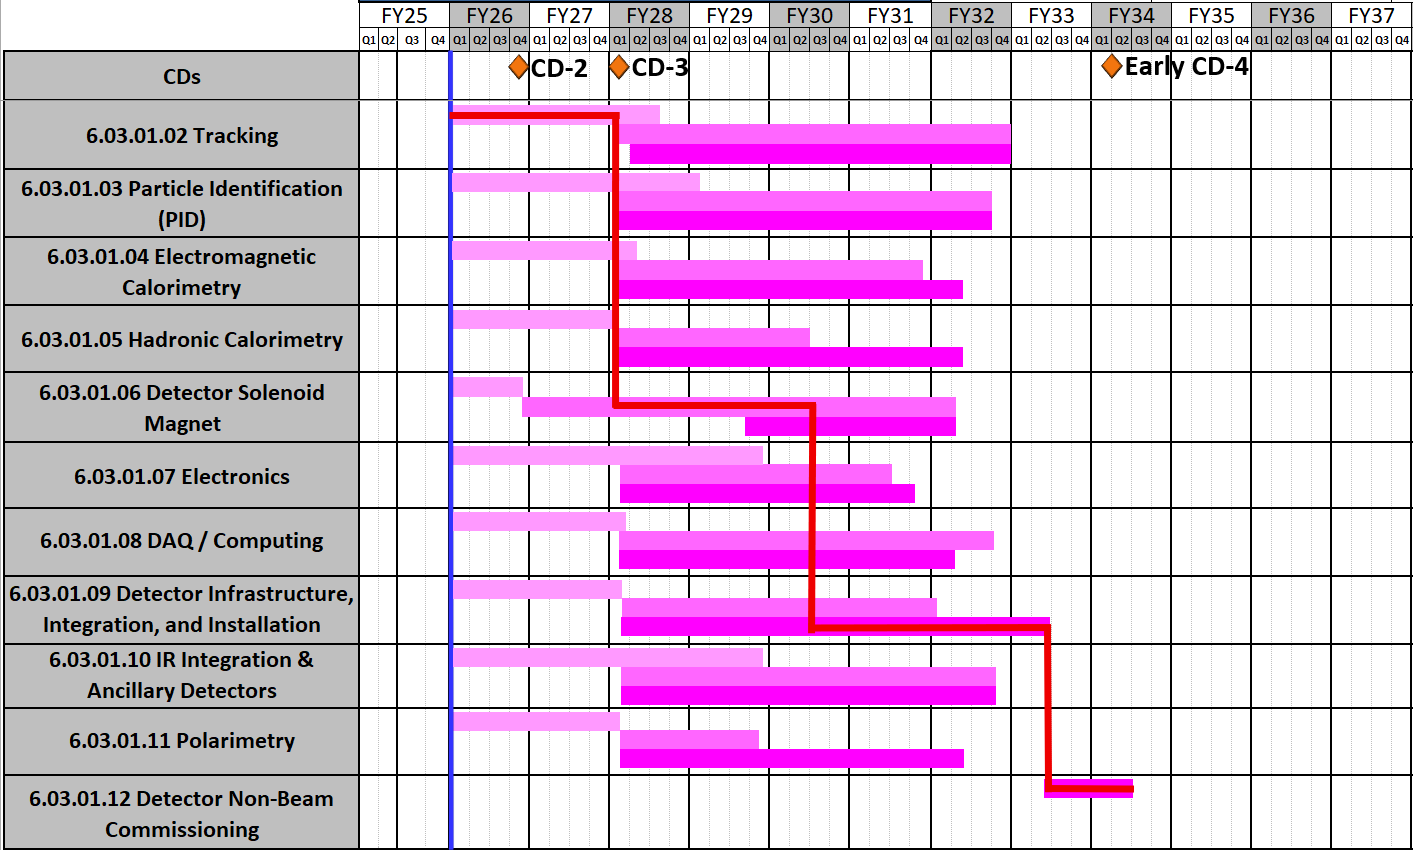 FY25 FY26 FY27 FY28 FY29 FY30 FY31 FY32 FY33 FY34 FY35 FY36 FY37
Q1 Q2 Q3 Q4 Q1 Q2 Q3 Q4 Q1 Q2 Q3 Q4 Q1 Q2 Q3 Q4 Q1 Q2 Q3 Q4 Q1 Q2 Q3 Q4 Q1 Q2 Q3 Q4 Q1 Q2 Q3 Q4 Q1 Q2 Q3 Q4 Q1 Q2 Q3 Q4 Q1 Q2 Q3 Q4 Q1 Q2 Q3 Q4 Q1 Q2 Q3 Q4
CDs CD-2 CD-3 Early CD-4
6.03.01.02 Tracking
6.03.01.03 Particle Identification
(PID)
6.03.01.04 Electromagnetic
Calorimetry
6.03.01.05 Hadronic Calorimetry
6.03.01.06 Detector Solenoid
Magnet
6.03.01.07 Electronics
6.03.01.08 DAQ / Computing
6.03.01.09 Detector Infrastructure,
Integration, and Installation
6.03.01.10 IR Integration &
Ancillary Detectors
6.03.01.11 Polarimetry
6.03.01.12 Detector Non-Beam
Commissioning